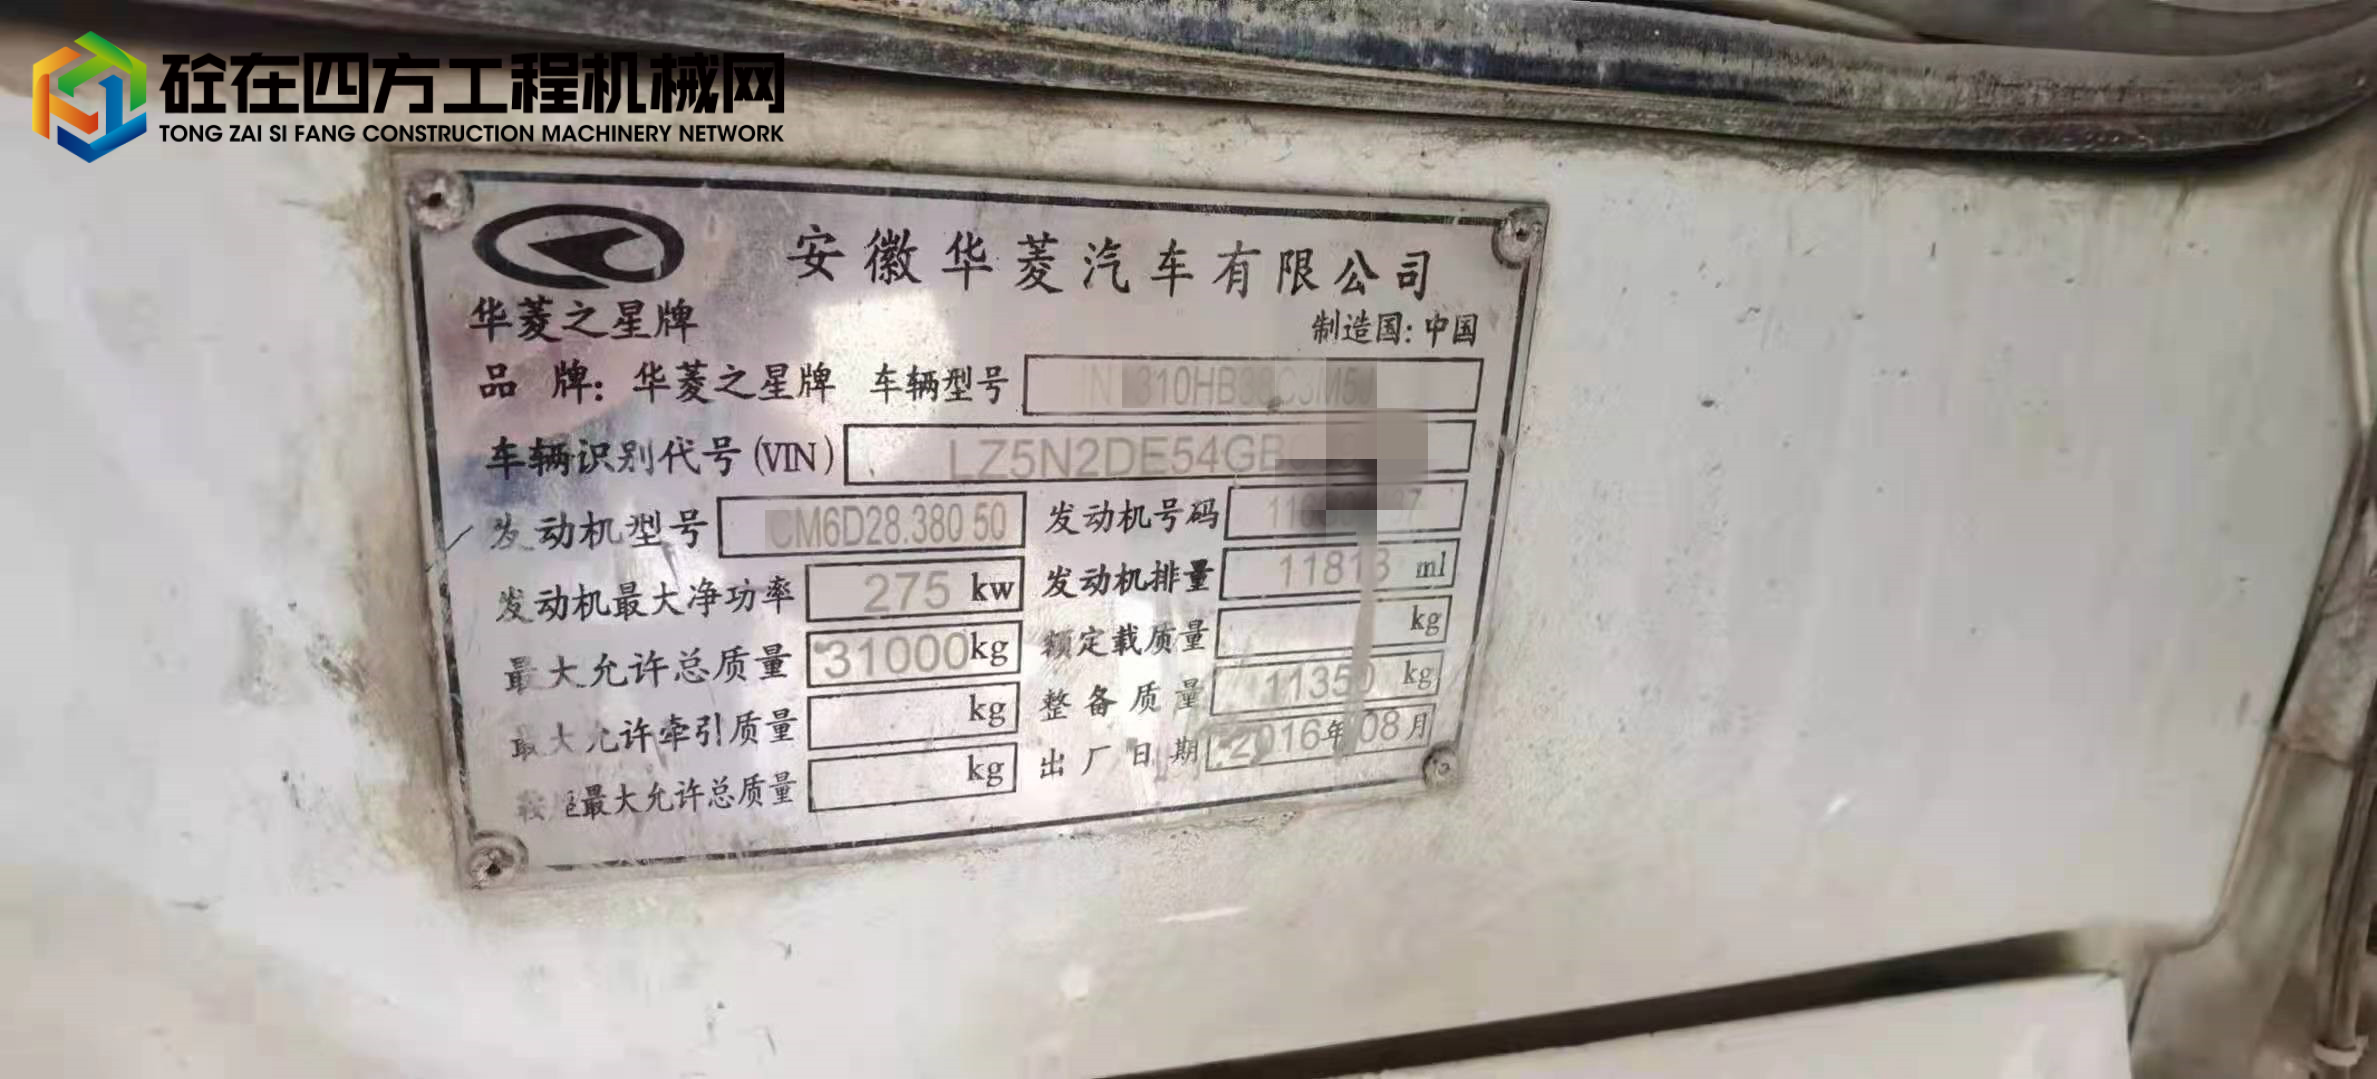 砼在四方工程机械网
TONG ZAI SI FANG CONSTRUCTION MACHINERY NETWORK
安徽华菱汽车有限公司
华菱之星牌
制造国:中国
品 牌: 华菱之星牌 车辆型号
车辆识别代号(VIN) LZ5N2DE54GB
发动机型号 CM6D28.380 50 发动机号码
发动机最大净功率 275 kw 发动机排量 11813 ml
最大允许总质量 31000 kg 额定载质量 kg
最大允许牵引质量 kg 整备质量 11350 kg
最大允许总质量 kg 出厂日期 2016年08月